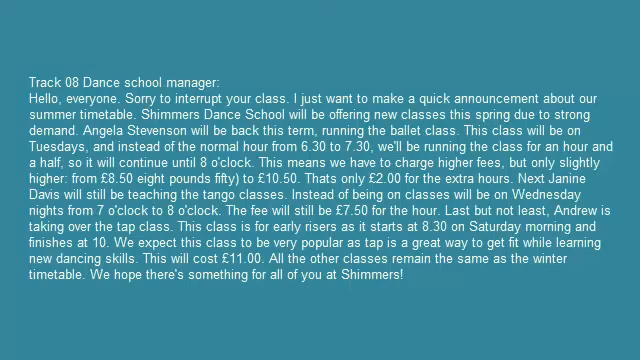 Track 08 Dance school manager:
Hello, everyone. Sorry to interrupt your class. I just want to make a quick announcement about our
summer timetable. Shimmers Dance School will be offering new classes this spring due to strong
demand. Angela Stevenson will be back this term, running the ballet class. This class will be on
Tuesdays, and instead of the normal hour from 6.30 to 7.30, we'll be running the class for an hour and
a half, so it will continue until 8 o'clock. This means we have to charge higher fees, but only slightly
higher: from £8.50 eight pounds fifty) to £10.50. Thats only £2.00 for the extra hours. Next Janine
Davis will still be teaching the tango classes. Instead of being on classes will be on Wednesday
nights from 7 o'clock to 8 o'clock. The fee will still be £7.50 for the hour. Last but not least, Andrew is
taking over the tap class. This class is for early risers as it starts at 8.30 on Saturday morning and
finishes at 10. We expect this class to be very popular as tap is a great way to get fit while learning
new dancing skills. This will cost £11.00. All the other classes remain the same as the winter
timetable. We hope there's something for all of you at Shimmers!